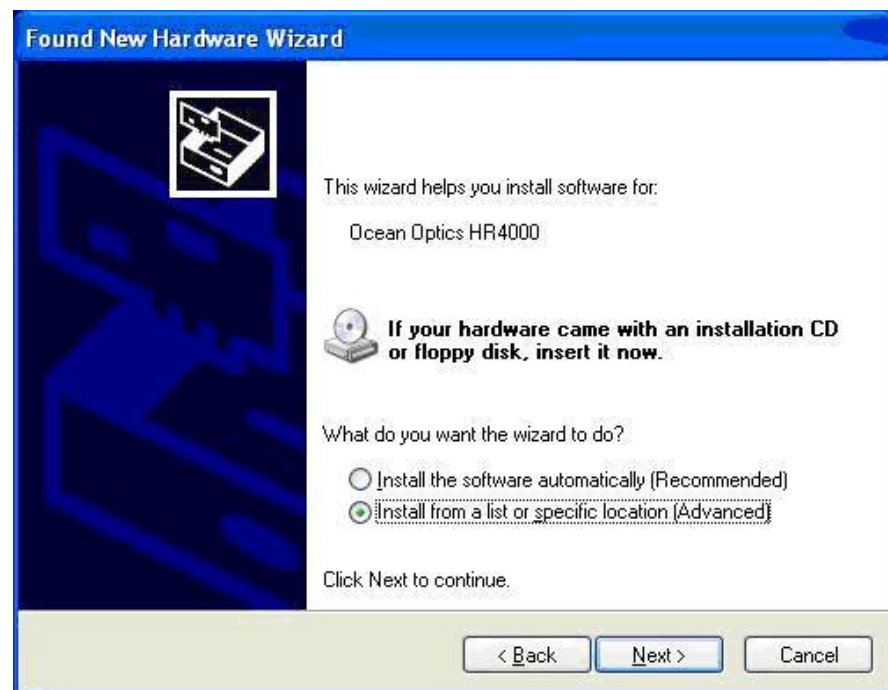 Found New Hardware Wizard
This wizard helps you install software for:
Ocean Optics HR4000
If your hardware came with an installation CD
or floppy disk, insert it now.
What do you want the wizard to do?
Install the software automatically (Recommended)
Install from a list or specific location (Advanced)
Click Next to continue.
< Back
Next >
Cancel